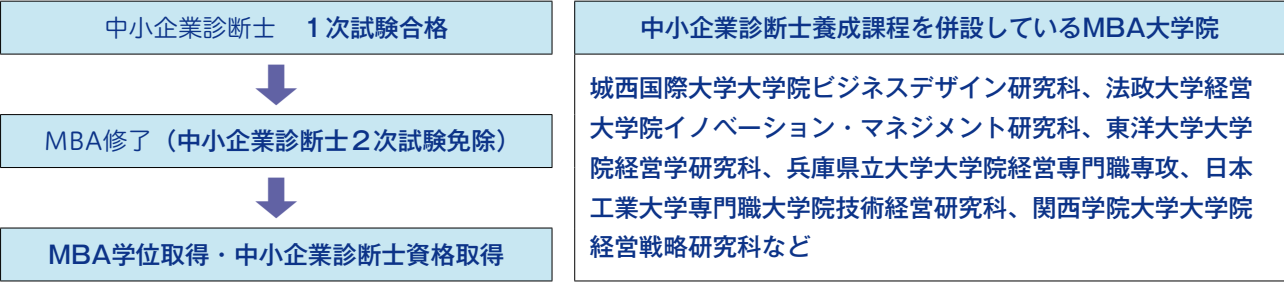 中小企業診断士　1次試験合格
MBA修了（中小企業診断士2次試験免除）
MBA学位取得・中小企業診断士資格取得
中小企業診断士養成課程を併設しているMBA大学院
城西国際大学大学院ビジネスデザイン研究科、法政大学経営
大学院イノベーション・マネジメント研究科、東洋大学大学
院経営学研究科、兵庫県立大学大学院経営専門職専攻、日本
工業大学専門職大学院技術経営研究科、関西学院大学大学院
経営戦略研究科など